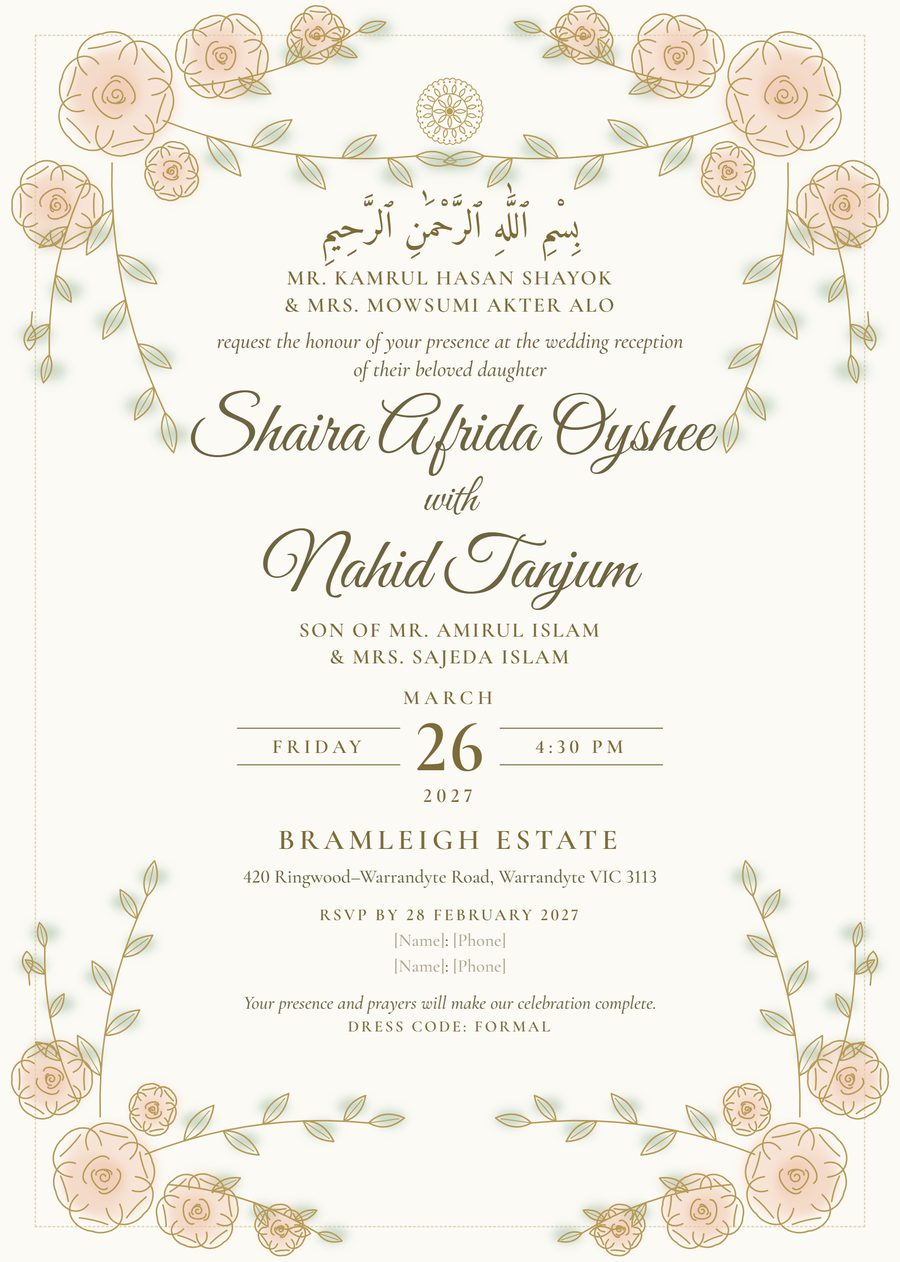 بِسْمِ ٱللَّٰهِ ٱلرَّحْمَٰنِ ٱلرَّحِيمِ
MR. KAMRUL HASAN SHAYOK
& MRS. MOWSUMI AKTER ALO
request the honour of your presence at the wedding reception
of their beloved daughter
Shaira Afrida Oyshee
with
Nahid Tanjum
SON OF MR. AMIRUL ISLAM
& MRS. SAJEDA ISLAM
MARCH
FRIDAY 26 4:30 PM
2027
BRAMLEIGH ESTATE
420 Ringwood–Warrandyte Road, Warrandyte VIC 3113
RSVP BY 28 FEBRUARY 2027
[Name]: [Phone]
[Name]: [Phone]
Your presence and prayers will make our celebration complete.
DRESS CODE: FORMAL